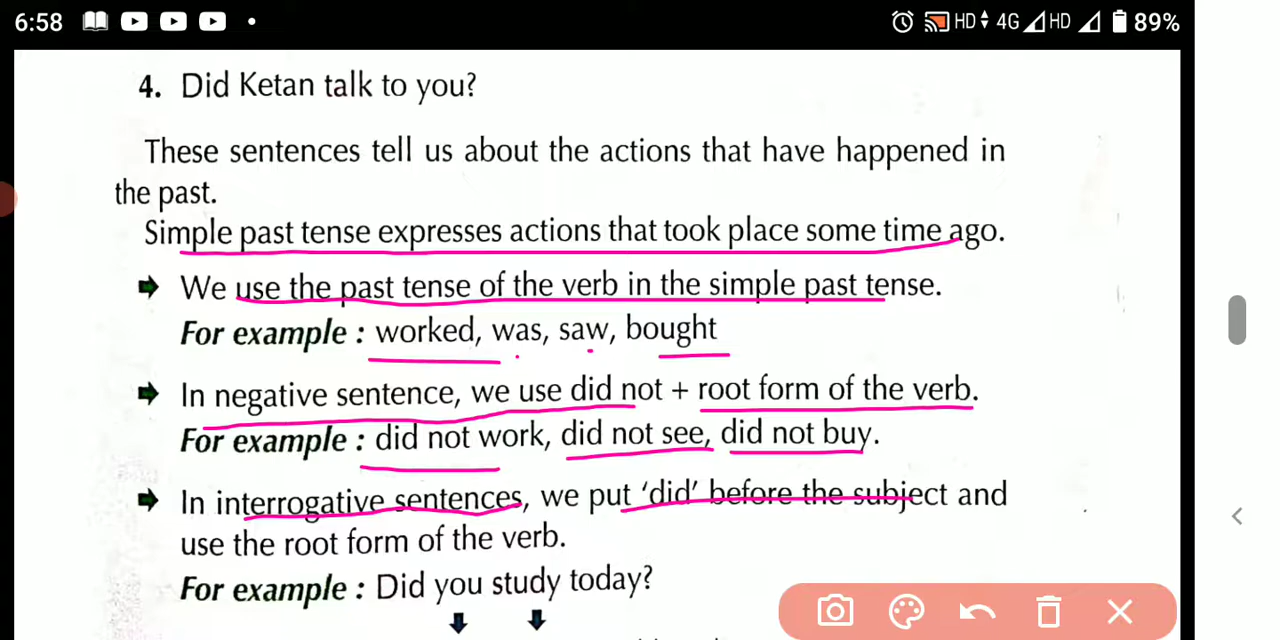 6:58 HD 4G HD 89%
4. Did Ketan talk to you?
These sentences tell us about the actions that have happened in
the past.
Simple past tense expresses actions that took place some time ago.
We use the past tense of the verb in the simple past tense.
For example : worked, was, saw, bought
In negative sentence, we use did not + root form of the verb.
For example : did not work, did not see, did not buy.
In interrogative sentences, we put ‘did’ before the subject and
use the root form of the verb.
For example : Did you study today?